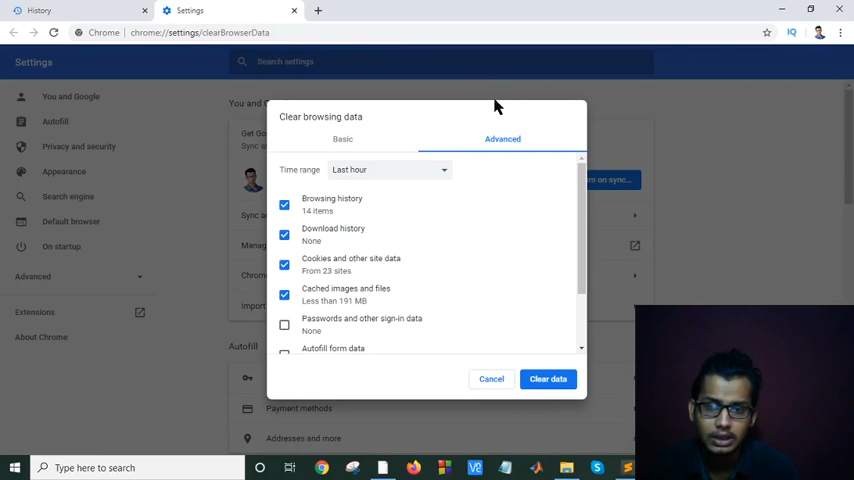 History
Settings
Chrome
chrome://settings/clearBrowserData
Settings
Search settings
You and Google
Autofill
Privacy and security
Appearance
Search engine
Default browser
On startup
Advanced
Extensions
About Chrome
You and
Get Go
Sync a
rn on sync...
Sync a
Manag
Chrom
Import
Autofill
Payment methods
Addresses and more
Clear browsing data
Basic
Advanced
Time range
Last hour
Browsing history
14 items
Download history
None
Cookies and other site data
From 23 sites
Cached images and files
Less than 191 MB
Passwords and other sign-in data
None
Autofill form data
Cancel
Clear data
Type here to search